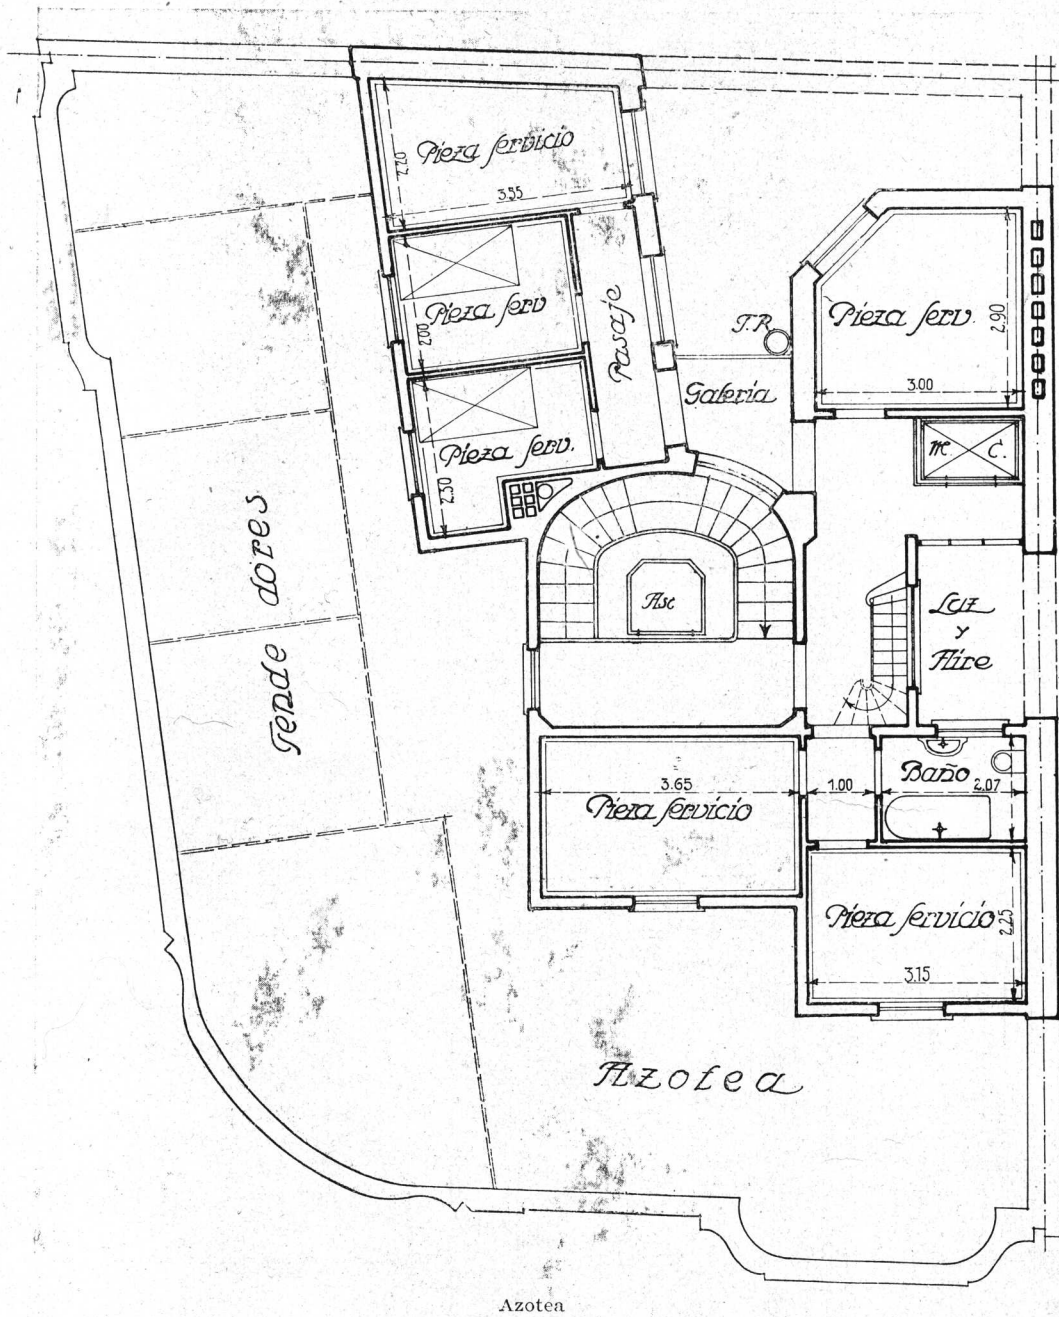 Pieza servicio
2.20
3.55
Pieza serv
2.00
Pasaje
T.R.
Pieza serv.
2.90
3.00
Galeria
M. C.
Pieza serv.
2.50
Asc
Luz
y
Aire
Tende dores
3.65
Pieza servicio
1.00
Baño
2.07
Pieza servicio
2.25
3.15
Azotea
Azotea